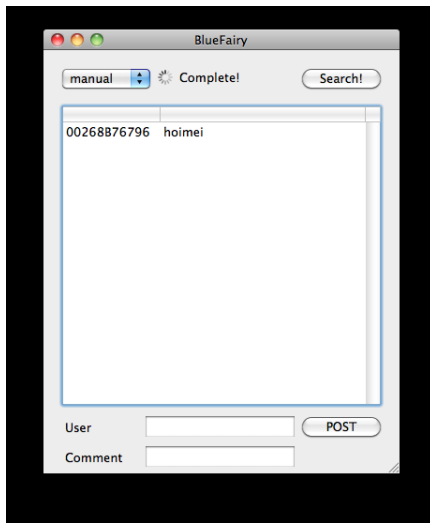 BlueFairy
manual Complete! Search!
00268B76796 hoimei
User POST
Comment